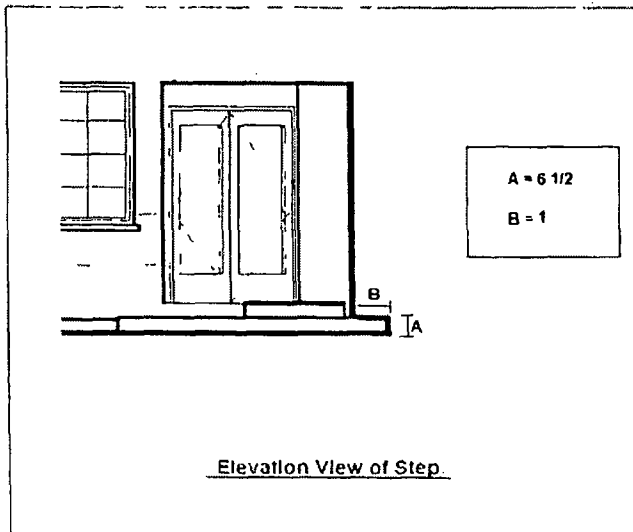 A = 6 1/2
B = 1
B
A
Elevation View of Step.